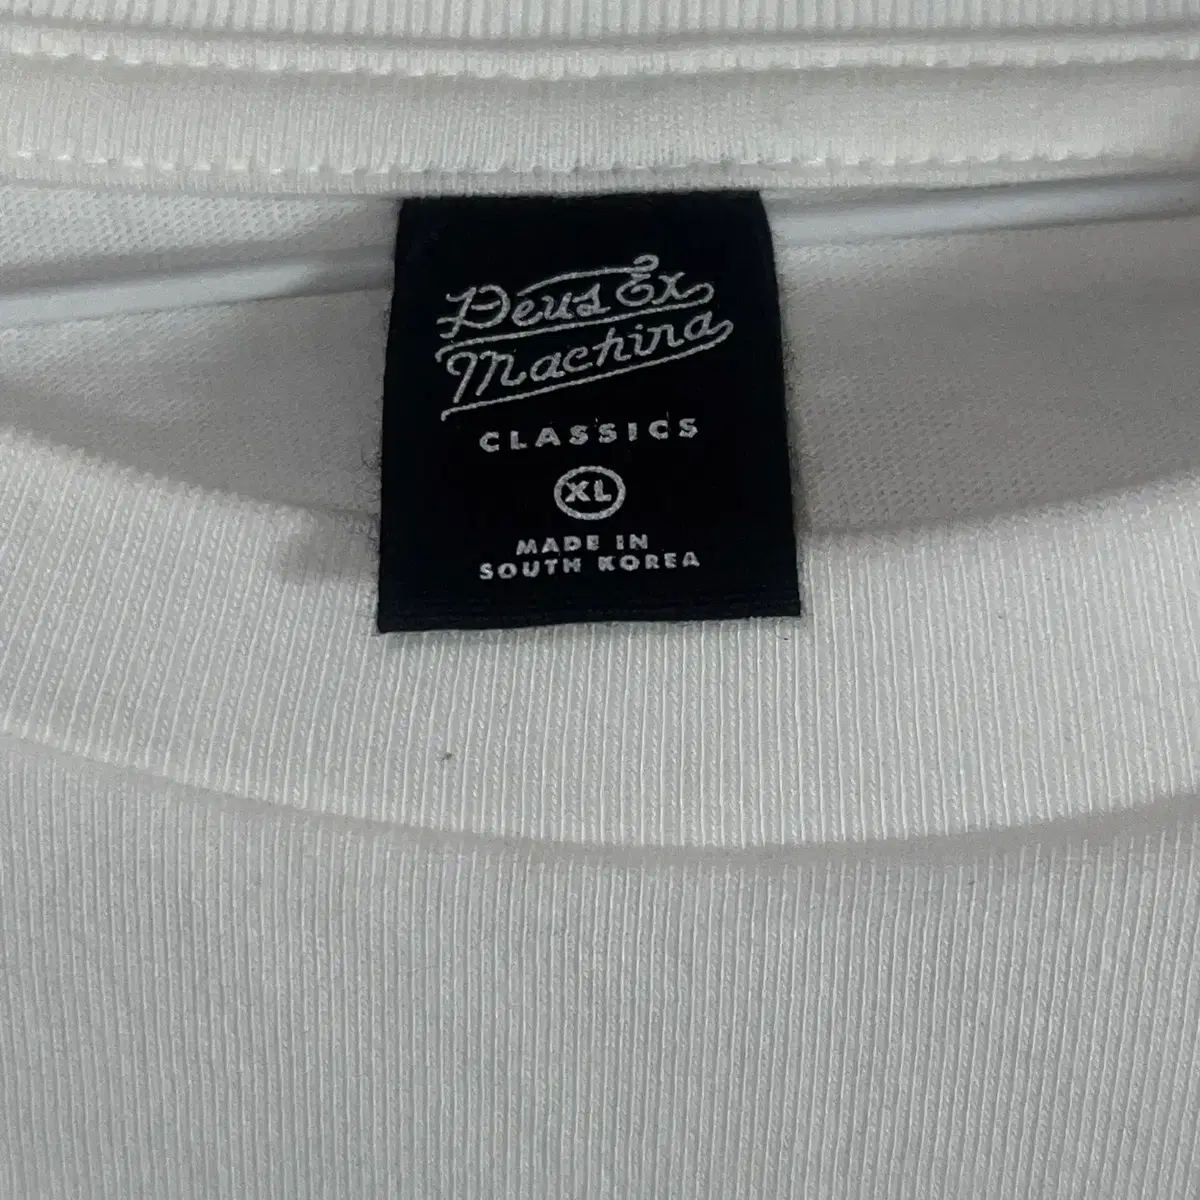 Deus Ex
Machina
CLASSICS
XL
MADE IN
SOUTH KOREA